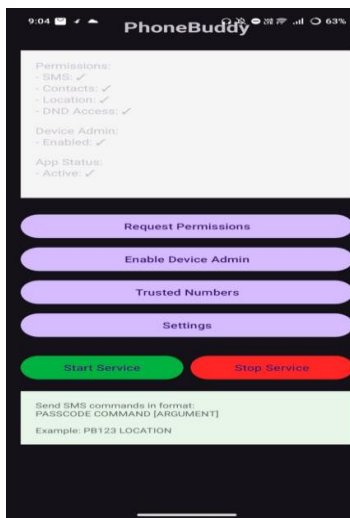 9:04
63%
PhoneBuddy
Permissions:
- SMS: ✓
- Contacts: ✓
- Location: ✓
- DND Access: ✓
Device Admin:
- Enabled: ✓
App Status:
- Active: ✓
Request Permissions
Enable Device Admin
Trusted Numbers
Settings
Start Service
Stop Service
Send SMS commands in format:
PASSCODE COMMAND [ARGUMENT]
Example: PB123 LOCATION